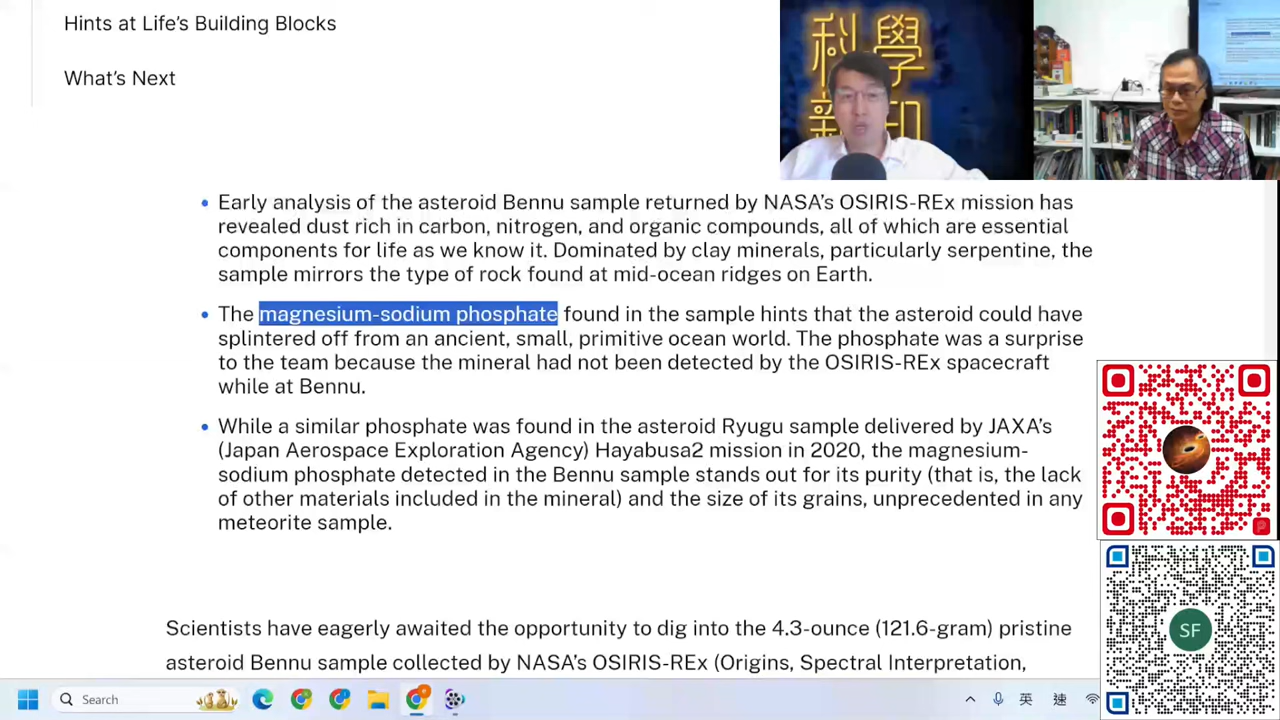 Hints at Life's Building Blocks
What's Next
科學
新知
Early analysis of the asteroid Bennu sample returned by NASA's OSIRIS-REx mission has
revealed dust rich in carbon, nitrogen, and organic compounds, all of which are essential
components for life as we know it. Dominated by clay minerals, particularly serpentine, the
sample mirrors the type of rock found at mid-ocean ridges on Earth.
The magnesium-sodium phosphate found in the sample hints that the asteroid could have
splintered off from an ancient, small, primitive ocean world. The phosphate was a surprise
to the team because the mineral had not been detected by the OSIRIS-REx spacecraft
while at Bennu.
While a similar phosphate was found in the asteroid Ryugu sample delivered by JAXA's
(Japan Aerospace Exploration Agency) Hayabusa2 mission in 2020, the magnesium-
sodium phosphate detected in the Bennu sample stands out for its purity (that is, the lack
of other materials included in the mineral) and the size of its grains, unprecedented in any
meteorite sample.
SF
Scientists have eagerly awaited the opportunity to dig into the 4.3-ounce (121.6-gram) pristine
asteroid Bennu sample collected by NASA's OSIRIS-REx (Origins, Spectral Interpretation,
Search
英
速